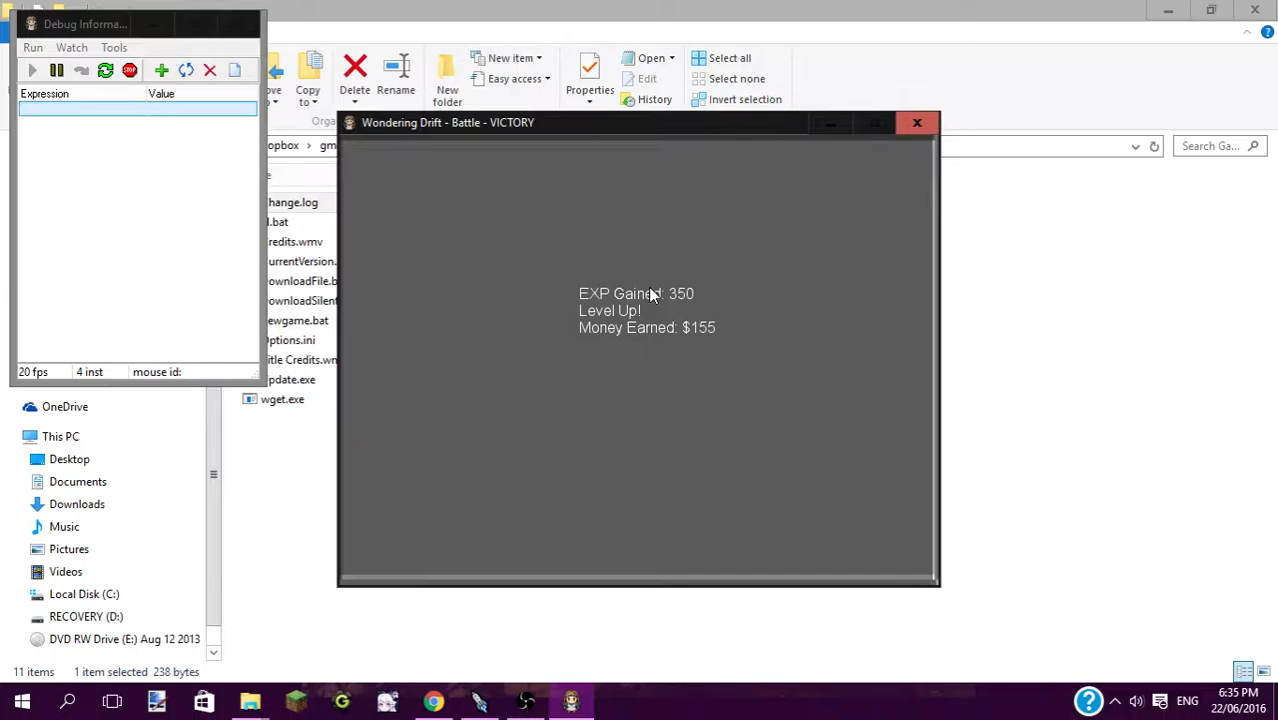 Debug Informa...
Run Watch Tools
Expression Value
20 fps 4 inst mouse id:
Copy to
Delete
Rename
New folder
New item
Easy access
Properties
Open
Edit
History
Select all
Select none
Invert selection
Orga
opbox > gm
Search Ga...
Wondering Drift - Battle - VICTORY
EXP Gained: 350
Level Up!
Money Earned: $155
hange.log
l.bat
redits.wmv
urrentVersion.
ownloadFile.b
ownloadSilent
ewgame.bat
ptions.ini
itle Credits.wm
pdate.exe
wget.exe
OneDrive
This PC
Desktop
Documents
Downloads
Music
Pictures
Videos
Local Disk (C:)
RECOVERY (D:)
DVD RW Drive (E:) Aug 12 2013
11 items 1 item selected 238 bytes
ENG
6:35 PM
22/06/2016